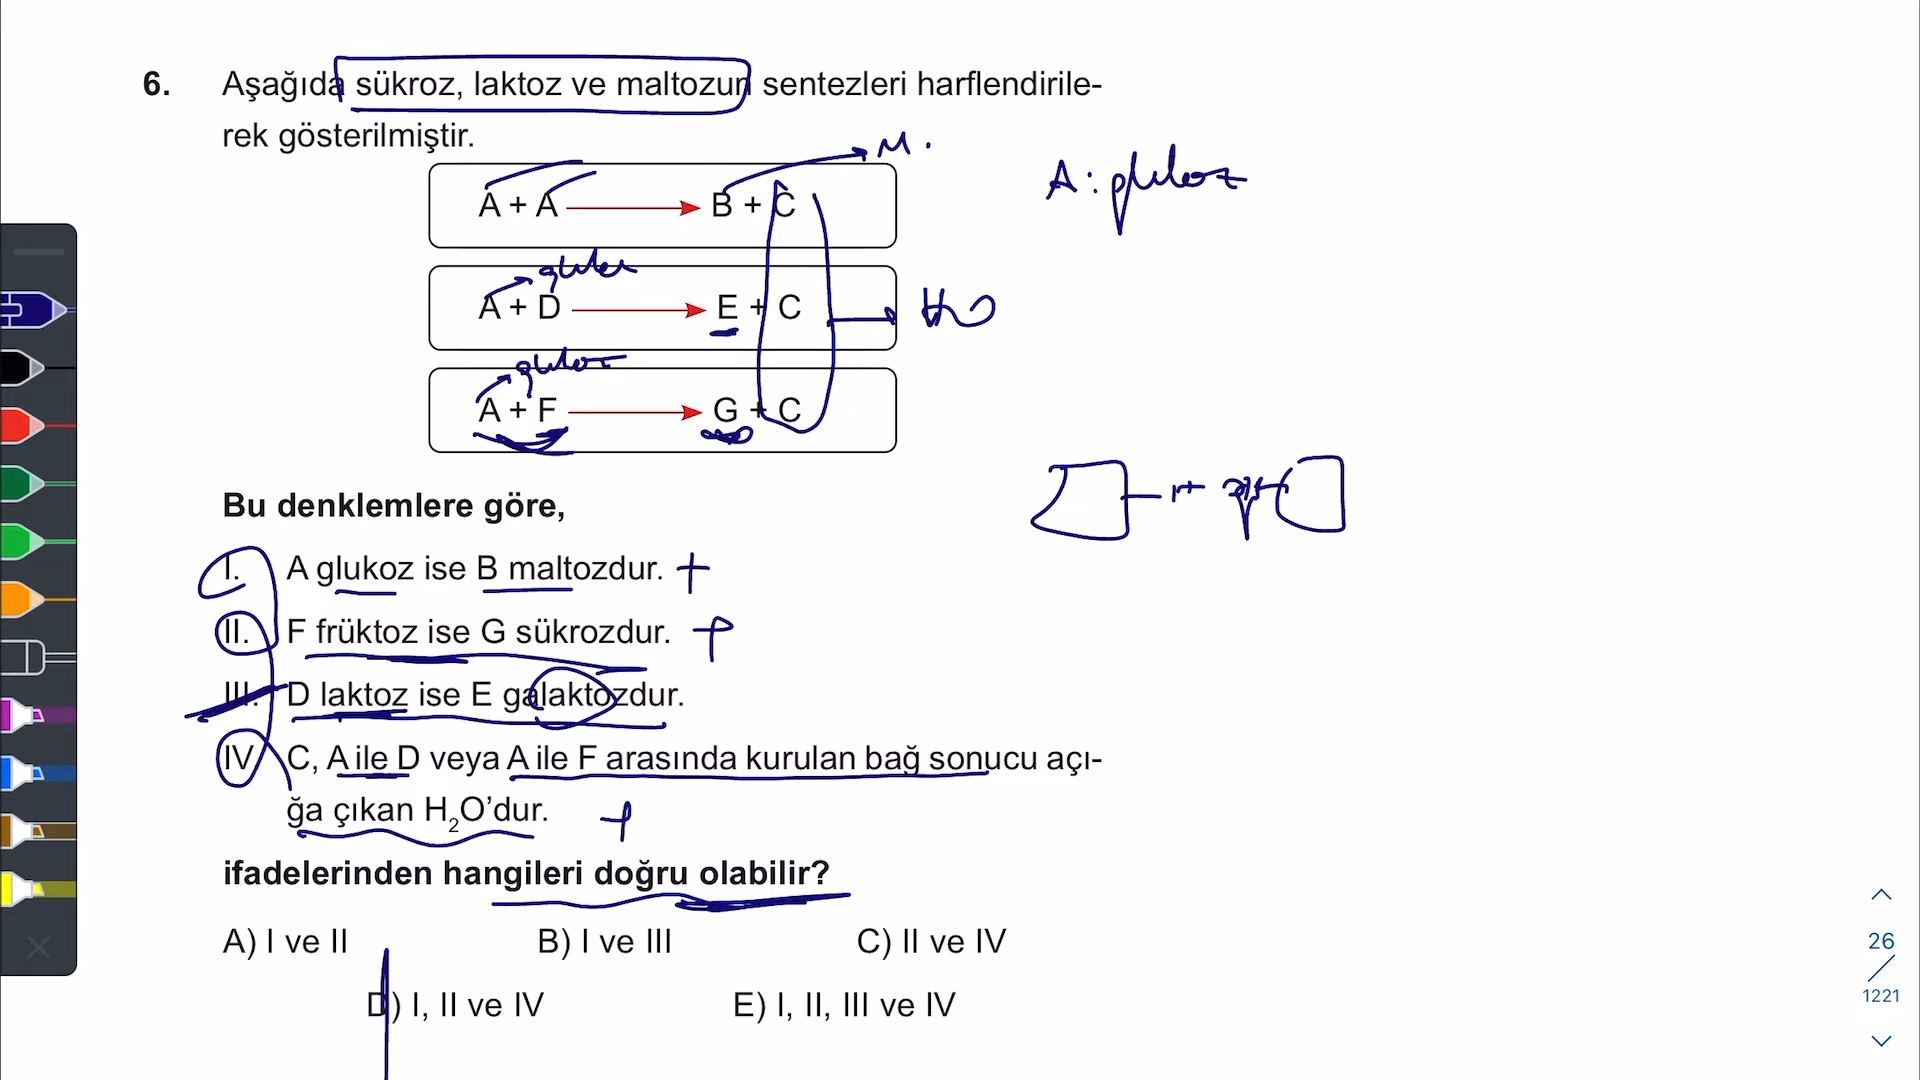 6. Aşağıda sükroz, laktoz ve maltozun sentezleri harflendirile-
rek gösterilmiştir.
M.
A + A B + C
A: glukoz
glukoz
A + D E + C
H2O
glukoz
A + F G + C
Bu denklemlere göre,
I. A glukoz ise B maltozdur. +
II. F früktoz ise G sükrozdur. +
III. D laktoz ise E galaktozdur.
IV. C, A ile D veya A ile F arasında kurulan bağ sonucu açı-
ğa çıkan H2O’dur. +
ifadelerinden hangileri doğru olabilir?
A) I ve II B) I ve III C) II ve IV
D) I, II ve IV E) I, II, III ve IV
26
/
1221